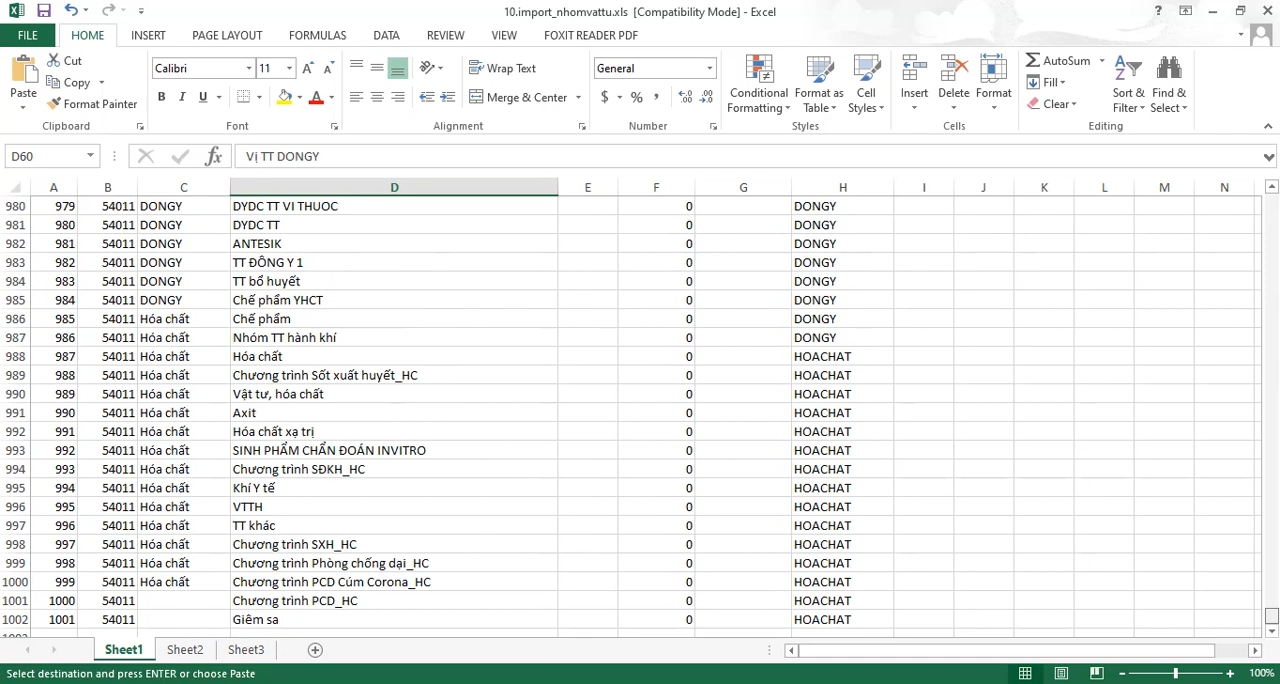 10.import_nhomvattu.xls [Compatibility Mode] - Excel
FILE HOME INSERT PAGE LAYOUT FORMULAS DATA REVIEW VIEW FOXIT READER PDF
Paste Cut Copy Format Painter Clipboard
Calibri 11 B I U A Font
Wrap Text Merge & Center Alignment
General $ % , Number
Conditional Formatting Format as Table Cell Styles Styles
Insert Delete Format Cells
AutoSum Fill Clear Sort & Filter Find & Select Editing
D60 fx Vị TT DONGY
A B C D E F G H I J K L M N
980 979 54011 DONGY DYDC TT VI THUOC 0 DONGY
981 980 54011 DONGY DYDC TT 0 DONGY
982 981 54011 DONGY ANTESIK 0 DONGY
983 982 54011 DONGY TT ĐÔNG Y 1 0 DONGY
984 983 54011 DONGY TT bổ huyết 0 DONGY
985 984 54011 DONGY Chế phẩm YHCT 0 DONGY
986 985 54011 Hóa chất Chế phẩm 0 DONGY
987 986 54011 Hóa chất Nhóm TT hành khí 0 DONGY
988 987 54011 Hóa chất Hóa chất 0 HOACHAT
989 988 54011 Hóa chất Chương trình Sốt xuất huyết_HC 0 HOACHAT
990 989 54011 Hóa chất Vật tư, hóa chất 0 HOACHAT
991 990 54011 Hóa chất Axit 0 HOACHAT
992 991 54011 Hóa chất Hóa chất xạ trị 0 HOACHAT
993 992 54011 Hóa chất SINH PHẨM CHẨN ĐOÁN INVITRO 0 HOACHAT
994 993 54011 Hóa chất Chương trình SĐKH_HC 0 HOACHAT
995 994 54011 Hóa chất Khí Y tế 0 HOACHAT
996 995 54011 Hóa chất VTTH 0 HOACHAT
997 996 54011 Hóa chất TT khác 0 HOACHAT
998 997 54011 Hóa chất Chương trình SXH_HC 0 HOACHAT
999 998 54011 Hóa chất Chương trình Phòng chống dại_HC 0 HOACHAT
1000 999 54011 Hóa chất Chương trình PCD Cúm Corona_HC 0 HOACHAT
1001 1000 54011 Chương trình PCD_HC 0 HOACHAT
1002 1001 54011 Giêm sa 0 HOACHAT
Sheet1 Sheet2 Sheet3
Select destination and press ENTER or choose Paste 100%